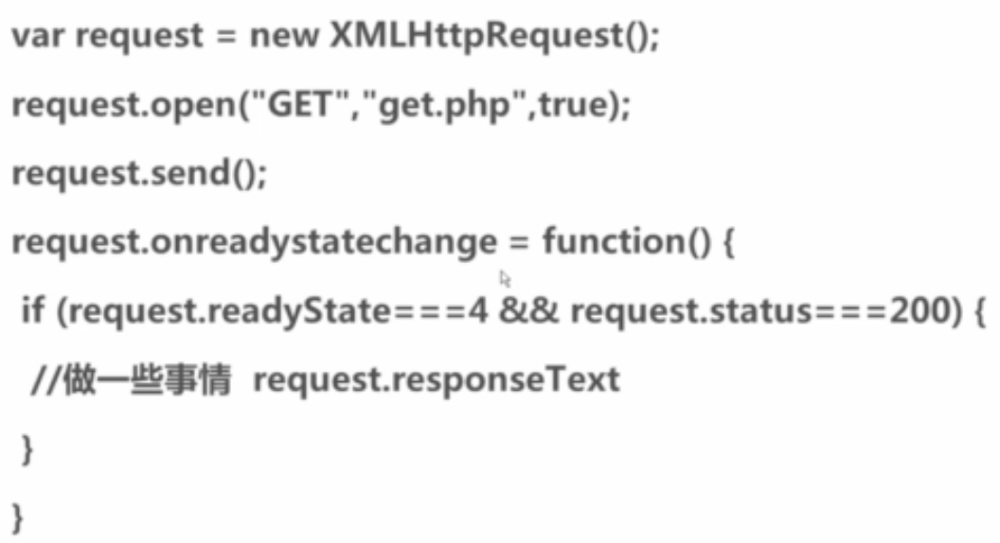 var request = new XMLHttpRequest();
request.open("GET","get.php",true);
request.send();
request.onreadystatechange = function() {
if (request.readyState===4 && request.status===200) {
//做一些事情 request.responseText
}
}